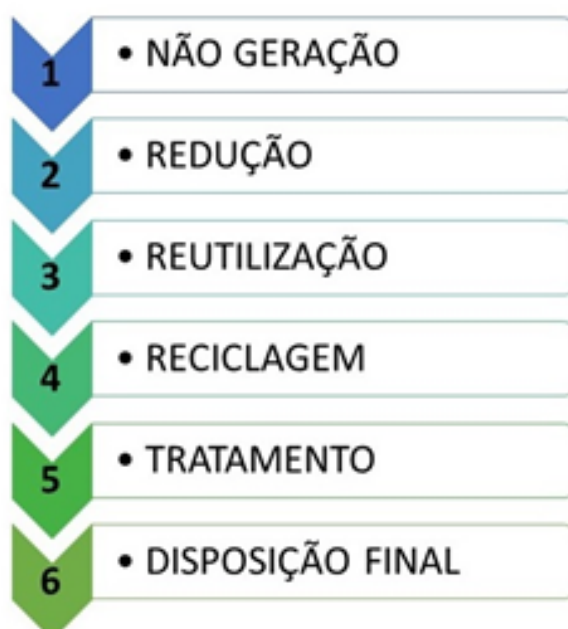 1 • NÃO GERAÇÃO
2 • REDUÇÃO
3 • REUTILIZAÇÃO
4 • RECICLAGEM
5 • TRATAMENTO
6 • DISPOSIÇÃO FINAL